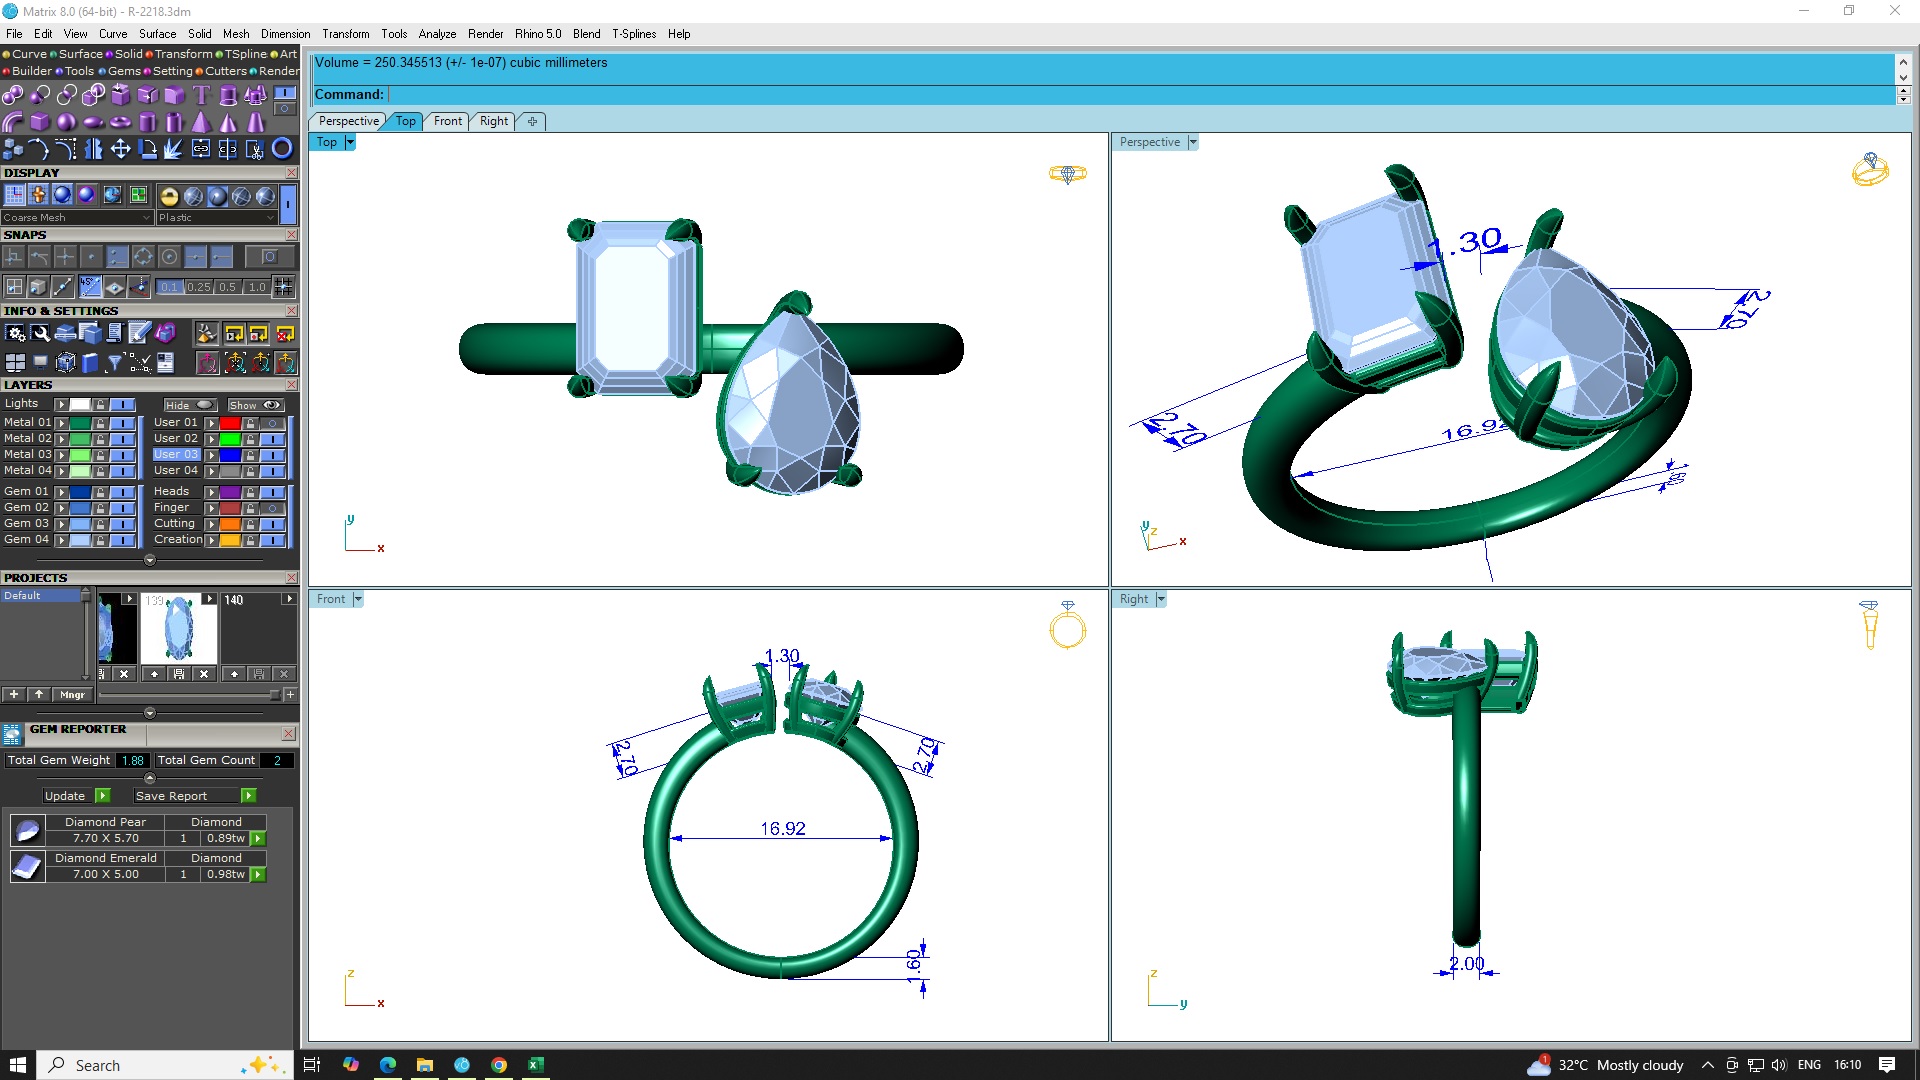 Matrix 8.0 (64-bit) - R-2218.3dm
File Edit View Curve Surface Solid Mesh Dimension Transform Tools Analyze Render Rhino 5.0 Blend T-Splines Help
Curve Surface Solid Transform TSpline Art
Builder Tools Gems Setting Cutters Render
Volume = 250.345513 (+/- 1e-07) cubic millimeters
Command:
Perspective Top Front Right
DISPLAY
Coarse Mesh Plastic
SNAPS
45°
0.1 0.25 0.5 1.0
INFO & SETTINGS
LAYERS
Lights Hide Show
Metal 01 User 01
Metal 02 User 02
Metal 03 User 03
Metal 04 User 04
Gem 01 Heads
Gem 02 Finger
Gem 03 Cutting
Gem 04 Creation
PROJECTS
Default 139 140
Mngr
GEM REPORTER
Total Gem Weight 1.88 Total Gem Count 2
Update Save Report
Diamond Pear Diamond
7.70 X 5.70 1 0.89tw
Diamond Emerald Diamond
7.00 X 5.00 1 0.98tw
Top
y
x
Perspective
1.30
2.70
2.70
16.92
y
z
x
Front
1.30
2.70
2.70
16.92
1.60
z
x
Right
2.00
z
y
Search
1
32°C Mostly cloudy
ENG
16:10